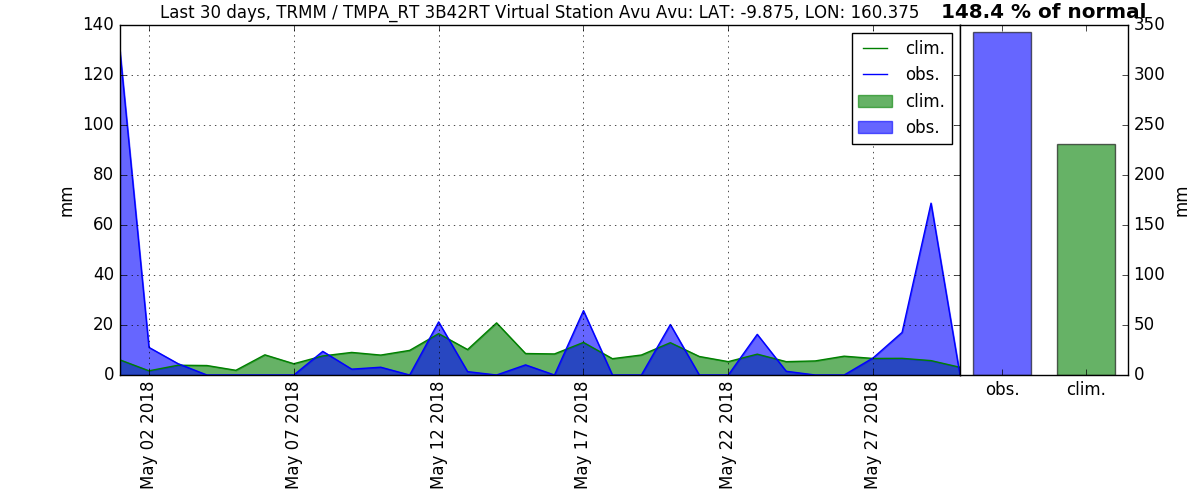 Last 30 days, TRMM / TMPA_RT 3B42RT Virtual Station Avu Avu: LAT: -9.875, LON: 160.375
148.4 % of normal
140
120
100
80
60
40
20
0
mm
clim.
obs.
clim.
obs.
350
300
250
200
150
100
50
0
mm
May 02 2018
May 07 2018
May 12 2018
May 17 2018
May 22 2018
May 27 2018
obs.
clim.